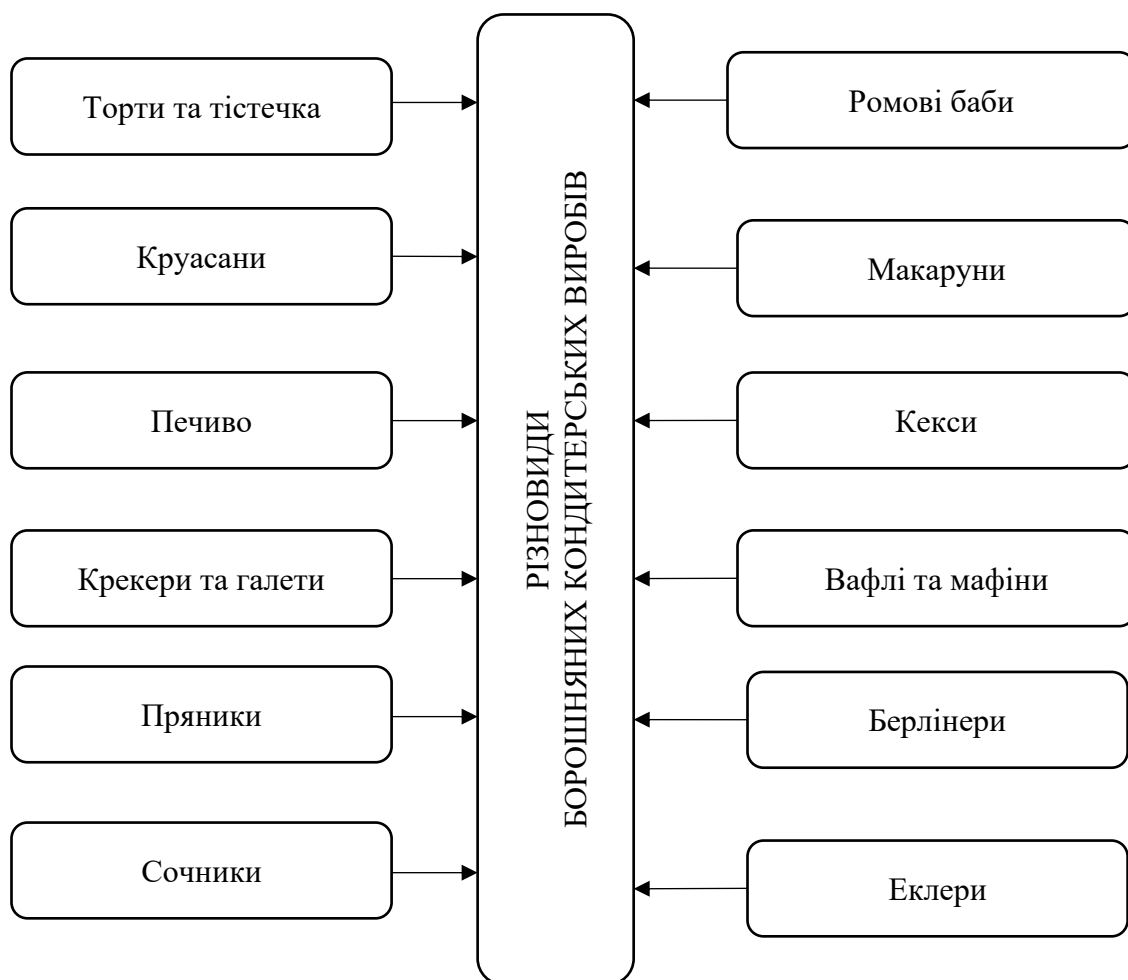 Торти та тістечка
Круасани
Печиво
Крекери та галети
Пряники
Сочники
РІЗНОВИДИ
БОРОШНЯНИХ КОНДИТЕРСЬКИХ ВИРОБІВ
Ромові баби
Макаруни
Кекси
Вафлі та мафіни
Берлінери
Еклери